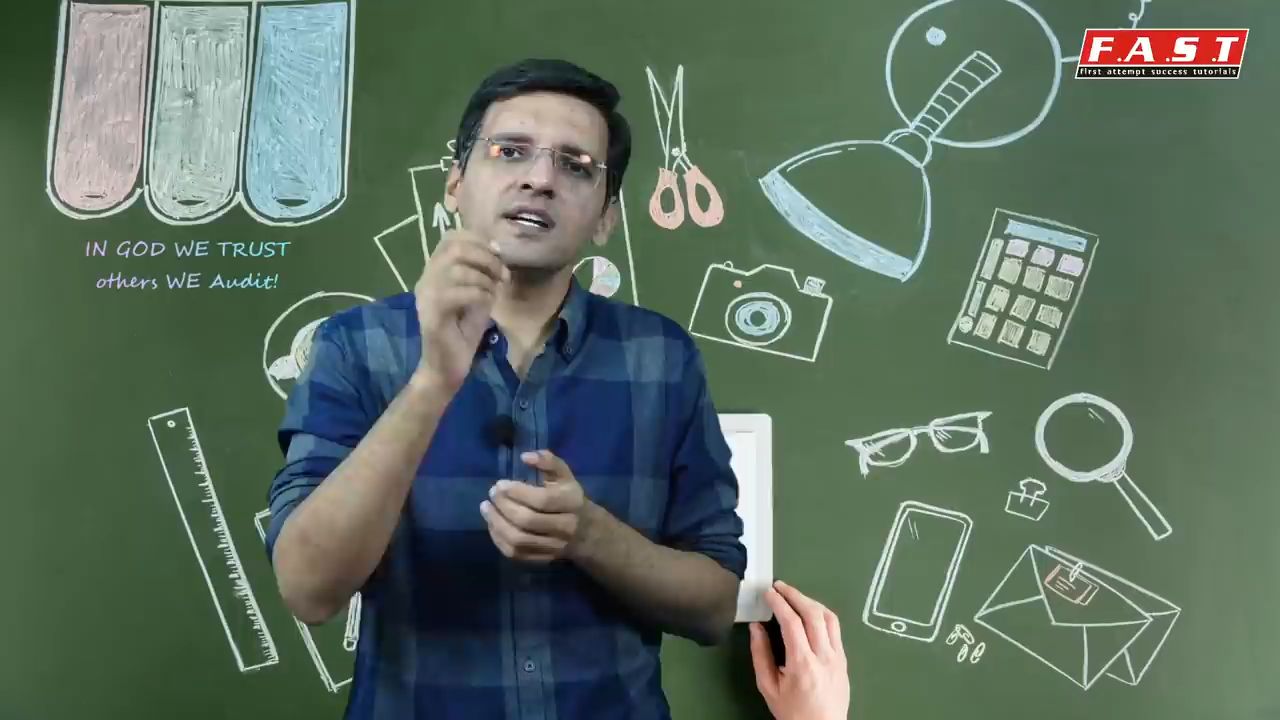 F.A.S.T
first attempt success tutorials
IN GOD WE TRUST
others WE Audit!